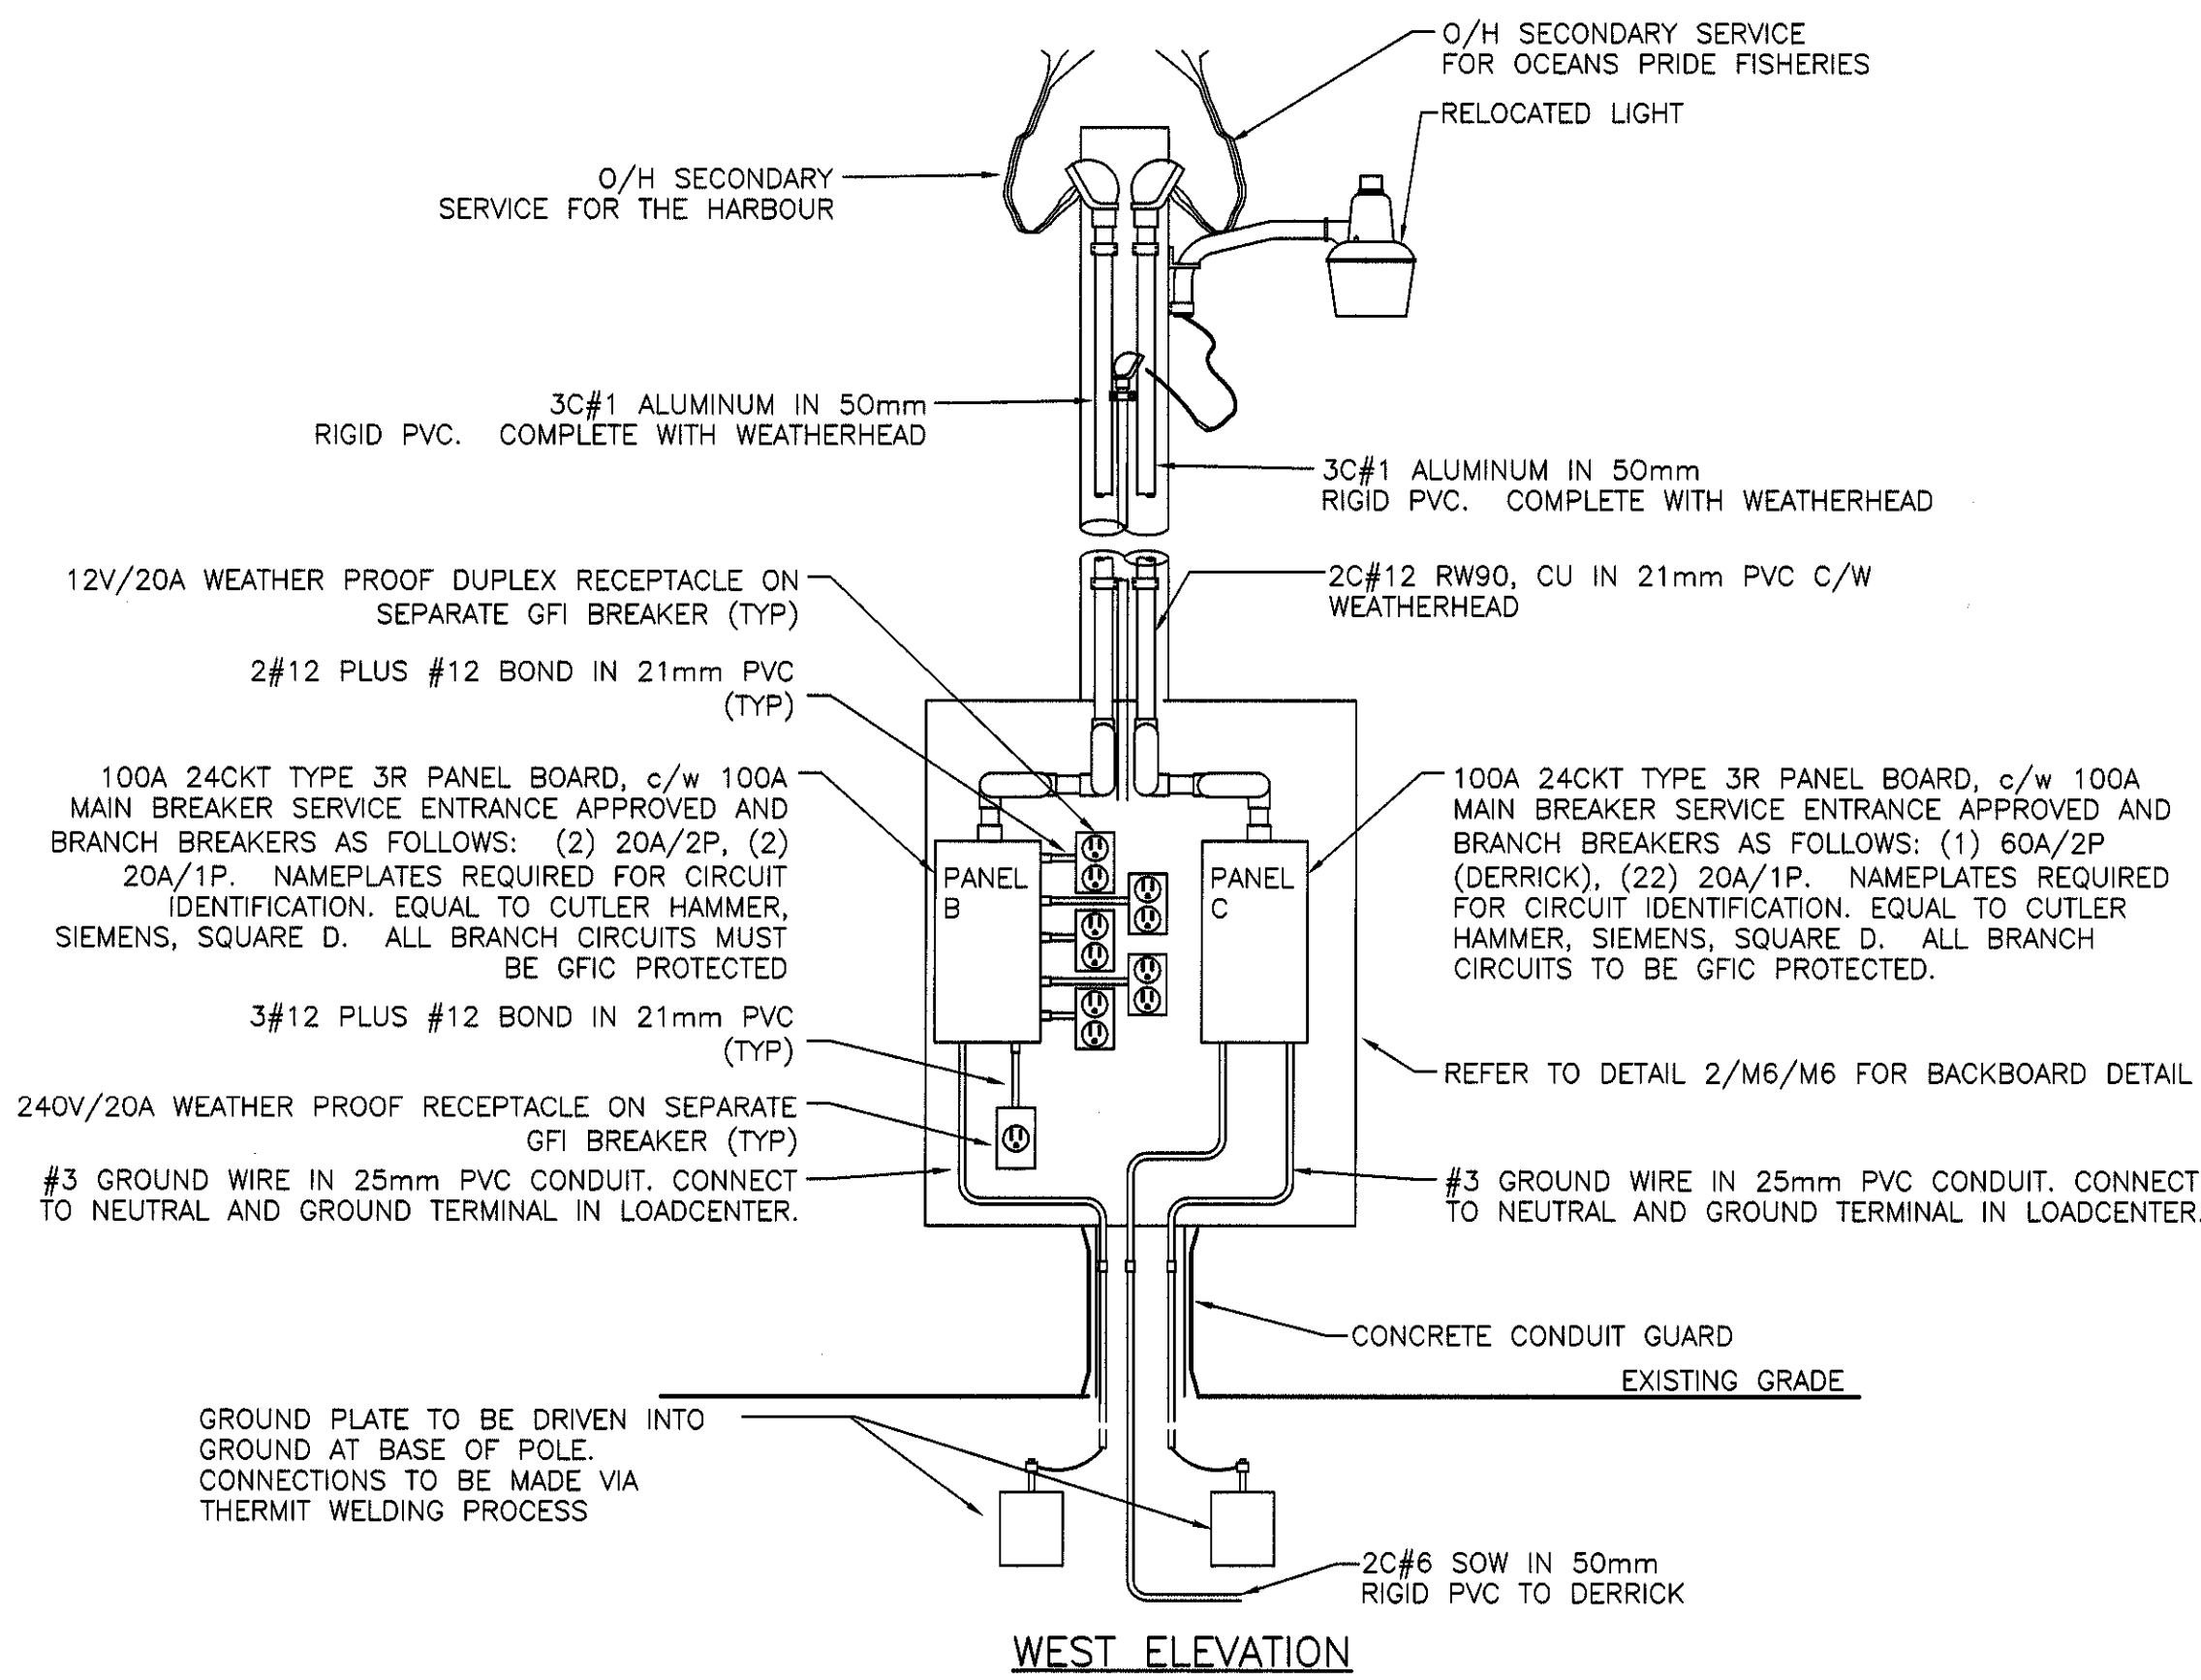 O/H SECONDARY SERVICE
FOR OCEANS PRIDE FISHERIES
RELOCATED LIGHT
O/H SECONDARY
SERVICE FOR THE HARBOUR
3C#1 ALUMINUM IN 50mm
RIGID PVC. COMPLETE WITH WEATHERHEAD
3C#1 ALUMINUM IN 50mm
RIGID PVC. COMPLETE WITH WEATHERHEAD
12V/20A WEATHER PROOF DUPLEX RECEPTACLE ON
SEPARATE GFI BREAKER (TYP)
2C#12 RW90, CU IN 21mm PVC C/W
WEATHERHEAD
2#12 PLUS #12 BOND IN 21mm PVC
(TYP)
100A 24CKT TYPE 3R PANEL BOARD, c/w 100A
MAIN BREAKER SERVICE ENTRANCE APPROVED AND
BRANCH BREAKERS AS FOLLOWS: (2) 20A/2P, (2)
20A/1P. NAMEPLATES REQUIRED FOR CIRCUIT
IDENTIFICATION. EQUAL TO CUTLER HAMMER,
SIEMENS, SQUARE D. ALL BRANCH CIRCUITS MUST
BE GFIC PROTECTED
PANEL
B
PANEL
C
100A 24CKT TYPE 3R PANEL BOARD, c/w 100A
MAIN BREAKER SERVICE ENTRANCE APPROVED AND
BRANCH BREAKERS AS FOLLOWS: (1) 60A/2P
(DERRICK), (22) 20A/1P. NAMEPLATES REQUIRED
FOR CIRCUIT IDENTIFICATION. EQUAL TO CUTLER
HAMMER, SIEMENS, SQUARE D. ALL BRANCH
CIRCUITS TO BE GFIC PROTECTED.
3#12 PLUS #12 BOND IN 21mm PVC
(TYP)
REFER TO DETAIL 2/M6/M6 FOR BACKBOARD DETAIL
240V/20A WEATHER PROOF RECEPTACLE ON SEPARATE
GFI BREAKER (TYP)
#3 GROUND WIRE IN 25mm PVC CONDUIT. CONNECT
TO NEUTRAL AND GROUND TERMINAL IN LOADCENTER.
#3 GROUND WIRE IN 25mm PVC CONDUIT. CONNECT
TO NEUTRAL AND GROUND TERMINAL IN LOADCENTER.
CONCRETE CONDUIT GUARD
EXISTING GRADE
GROUND PLATE TO BE DRIVEN INTO
GROUND AT BASE OF POLE.
CONNECTIONS TO BE MADE VIA
THERMIT WELDING PROCESS
2C#6 SOW IN 50mm
RIGID PVC TO DERRICK
WEST ELEVATION